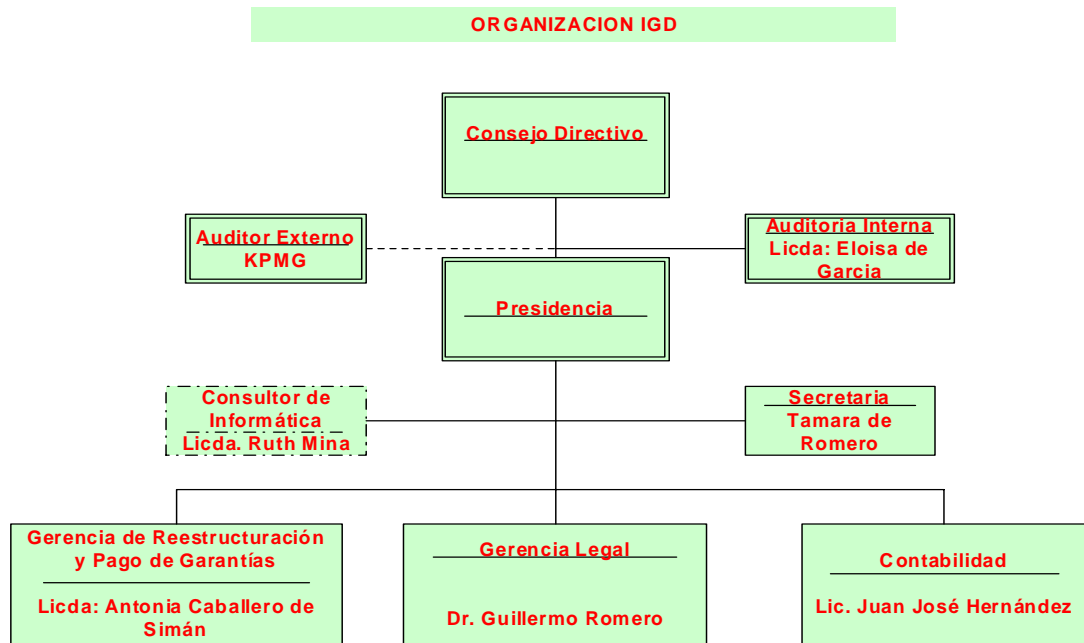 ORGANIZACION IGD
Consejo Directivo
Auditor Externo
KPMG
Auditoria Interna
Licda: Eloisa de
Garcia
Presidencia
Consultor de
Informática
Licda. Ruth Mina
Secretaria
Tamara de
Romero
Gerencia de Reestructuración
y Pago de Garantías
Licda: Antonia Caballero de
Simán
Gerencia Legal
Dr. Guillermo Romero
Contabilidad
Lic. Juan José Hernández